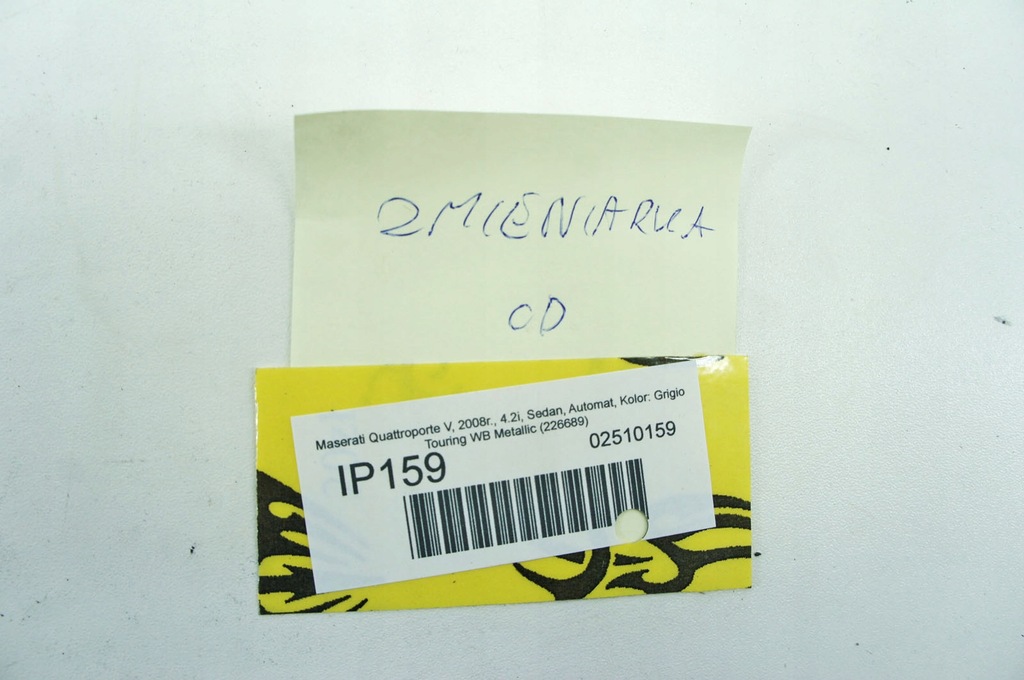 ZMIENIARKA
OD
Maserati Quattroporte V, 2008r., 4.2i, Sedan, Automat, Kolor: Grigio
Touring WB Metallic (226689)
IP159
02510159